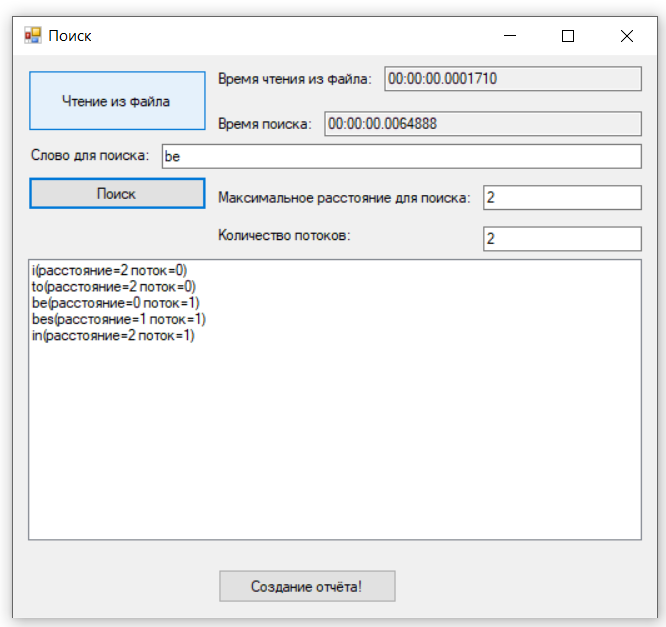 Поиск
Чтение из файла
Время чтения из файла: 00:00:00.0001710
Время поиска: 00:00:00.0064888
Слово для поиска: be
Поиск
Максимальное расстояние для поиска: 2
Количество потоков: 2
i(расстояние=2 поток=0)
to(расстояние=2 поток=0)
be(расстояние=0 поток=1)
bes(расстояние=1 поток=1)
in(расстояние=2 поток=1)
Создание отчёта!